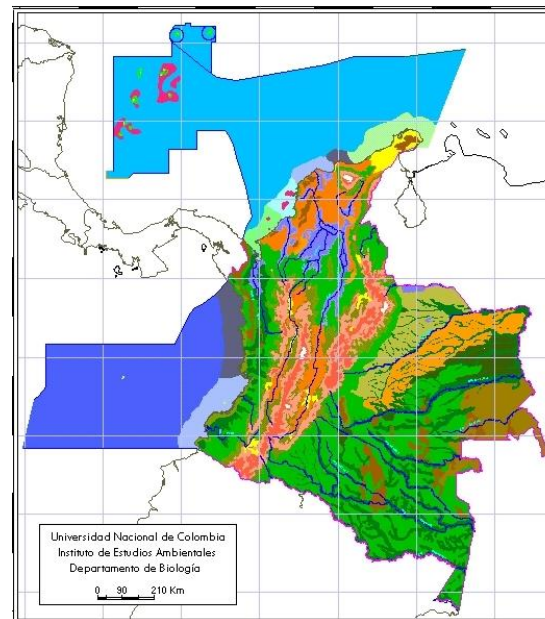 Universidad Nacional de Colombia
Instituto de Estudios Ambientales
Departamento de Biología
0 90 210 Km